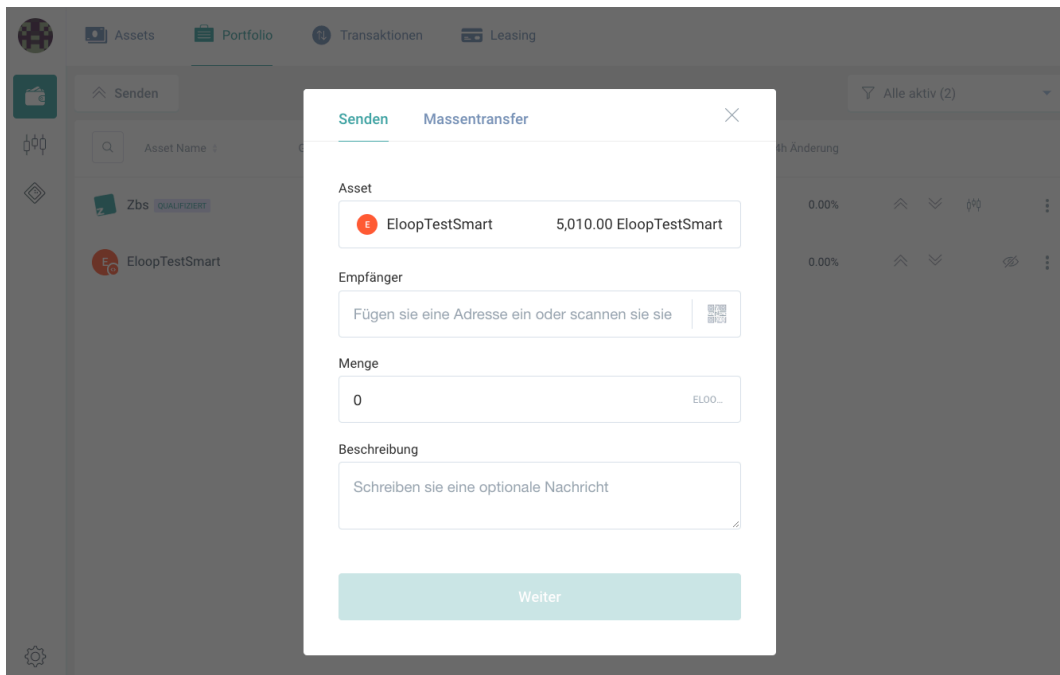 Assets
Portfolio
Transaktionen
Leasing
Senden
Alle aktiv (2)
Asset Name
Änderung
Zbs QUALIFIZIERT
0.00%
E EloopTestSmart
0.00%
Senden
Massentransfer
Asset
E EloopTestSmart 5,010.00 EloopTestSmart
Empfänger
Fügen sie eine Adresse ein oder scannen sie sie
Menge
0 ELOO...
Beschreibung
Schreiben sie eine optionale Nachricht
Weiter